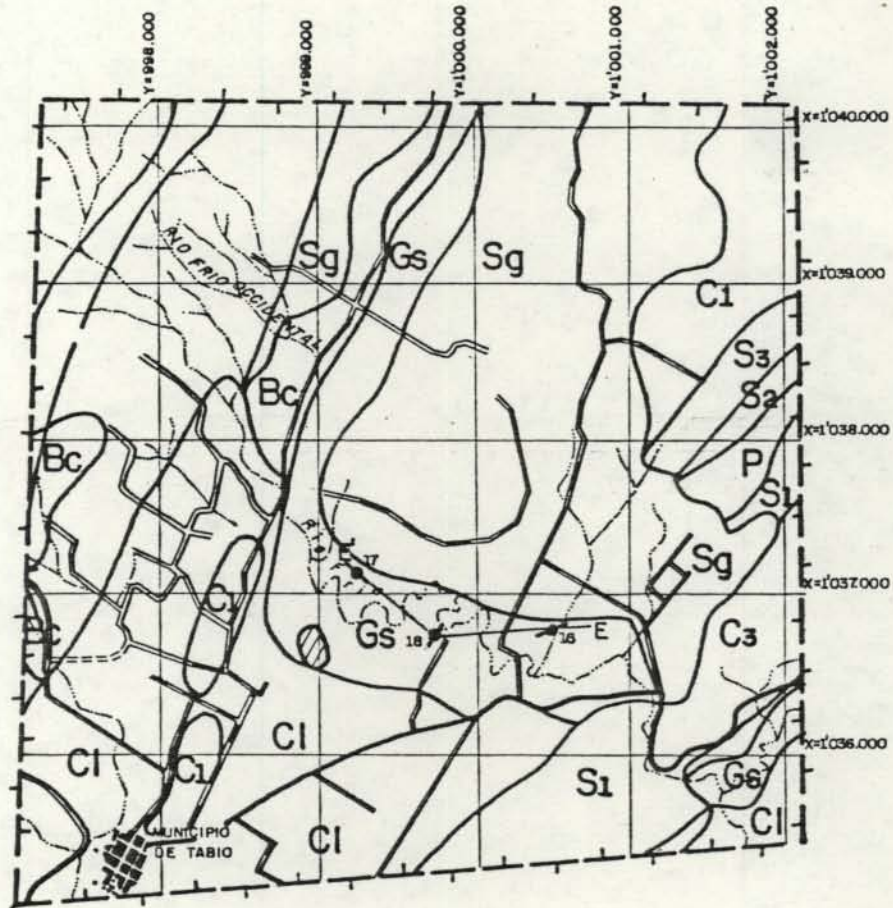 Y=998.000
Y=999.000
Y=1'000.000
Y=1'001.000
Y=1'002.000
X=1'040.000
Sg
Gs
Sg
RIO FRIO OCCIDENTAL
X=1'039.000
C1
S3
S2
Bc
X=1'038.000
Bc
P
S1
RIO
17
Sg
X=1'037.000
C1
Gs
18
16
E
C3
X=1'036.000
Cl
C1
Cl
S1
Gs
Cl
Cl
MUNICIPIO
DE TABIO